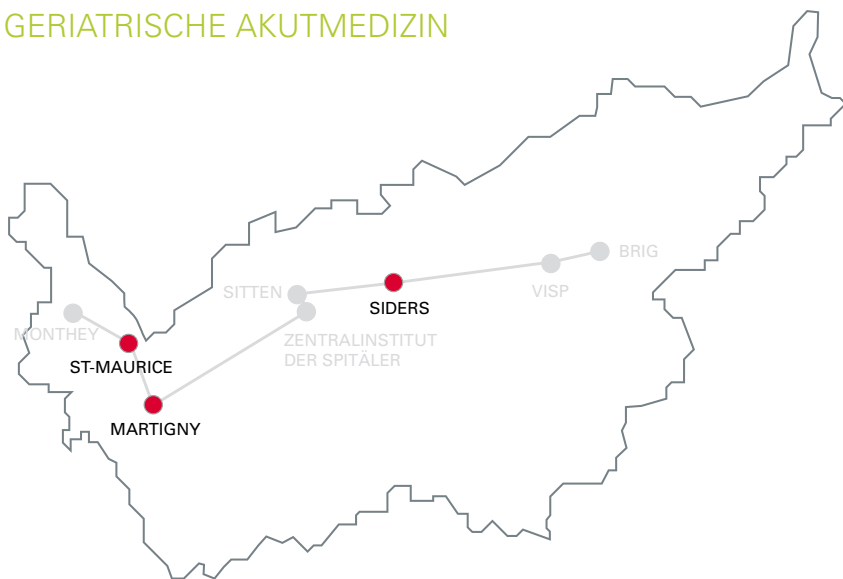 GERIATRISCHE AKUTMEDIZIN
BRIG
SITTEN
VISP
SIDERS
MONTHEY
ZENTRALINSTITUT
DER SPITÄLER
ST-MAURICE
MARTIGNY